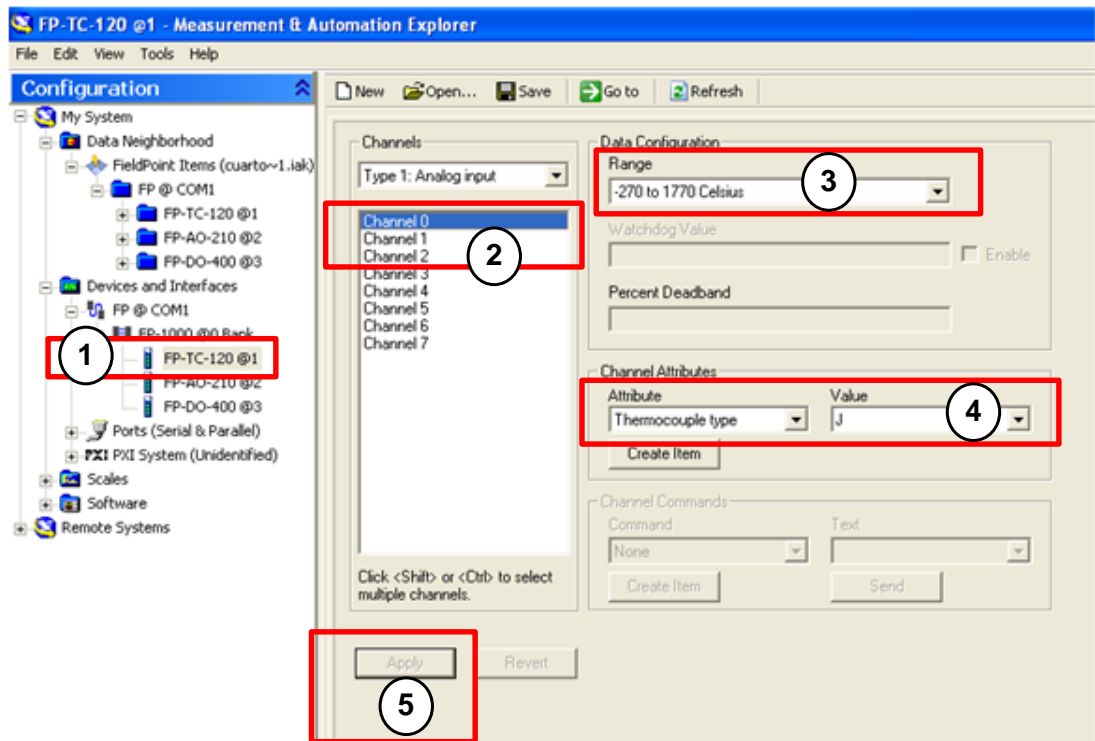 FP-TC-120 @1 - Measurement & Automation Explorer
File Edit View Tools Help
Configuration
New Open... Save Go to Refresh
My System
Data Neighborhood
FieldPoint Items (cuarto~1.iak)
FP @ COM1
FP-TC-120 @1
FP-AO-210 @2
FP-DO-400 @3
Devices and Interfaces
FP @ COM1
FP-1000 @0 Bank
1
FP-TC-120 @1
FP-AO-210 @2
FP-DO-400 @3
Ports (Serial & Parallel)
PXI PXI System (Unidentified)
Scales
Software
Remote Systems
Channels
Type 1: Analog input
Channel 0
Channel 1
Channel 2
2
Channel 3
Channel 4
Channel 5
Channel 6
Channel 7
Click <Shift> or <Ctrl> to select
multiple channels.
Apply Revert
5
Data Configuration
Range
-270 to 1770 Celsius
3
Watchdog Value
Enable
Percent Deadband
Channel Attributes
Attribute Value
Thermocouple type J
4
Create Item
Channel Commands
Command Text
None
Create Item Send